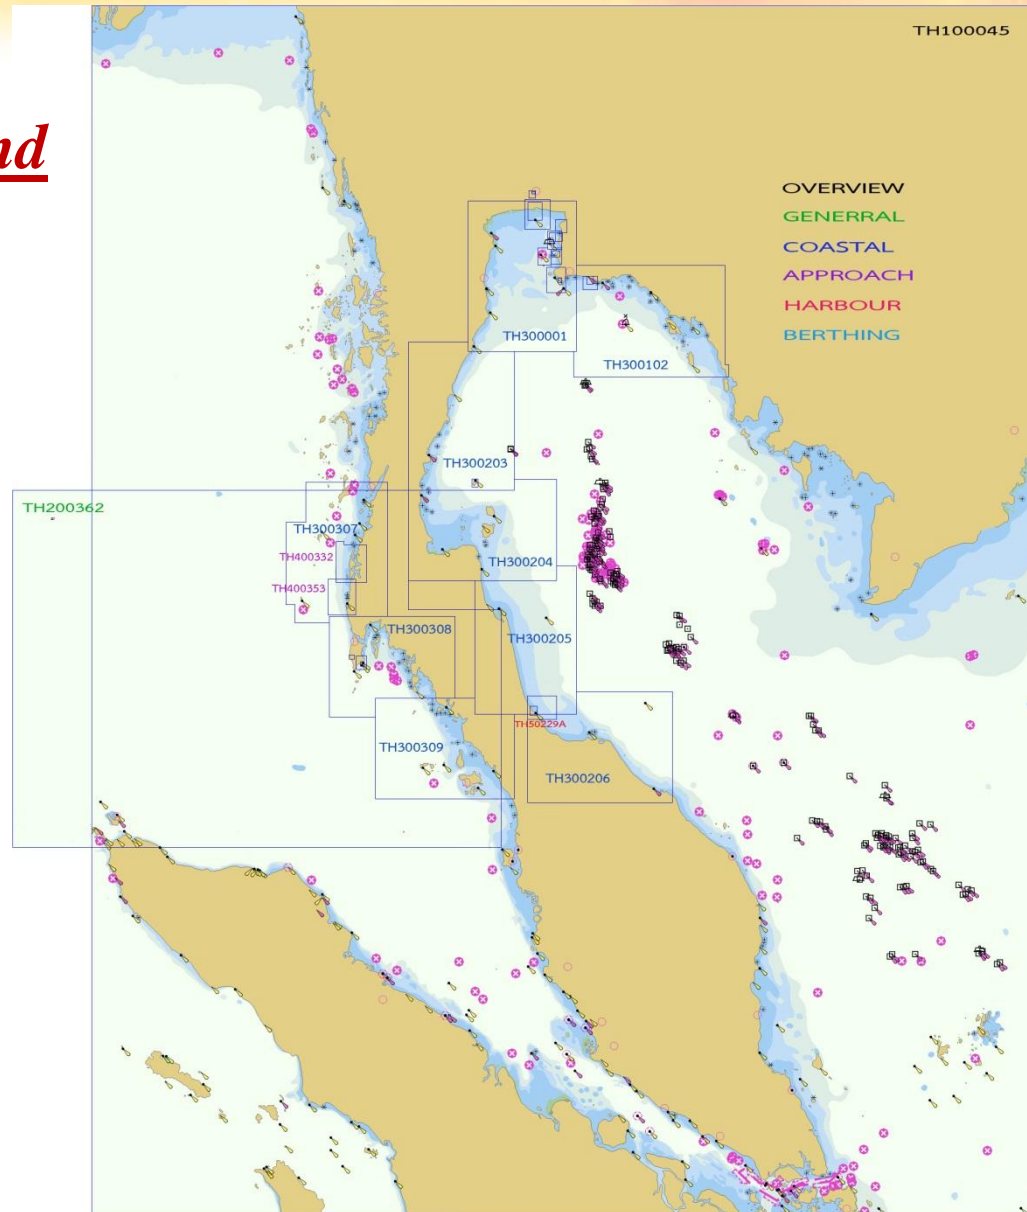 TH100045
nd
OVERVIEW
GENERRAL
COASTAL
APPROACH
HARBOUR
BERTHING
TH300001
TH300102
TH300203
TH200362
TH300307
TH400332
TH300204
TH400353
TH300308
TH300205
TH50229A
TH300309
TH300206